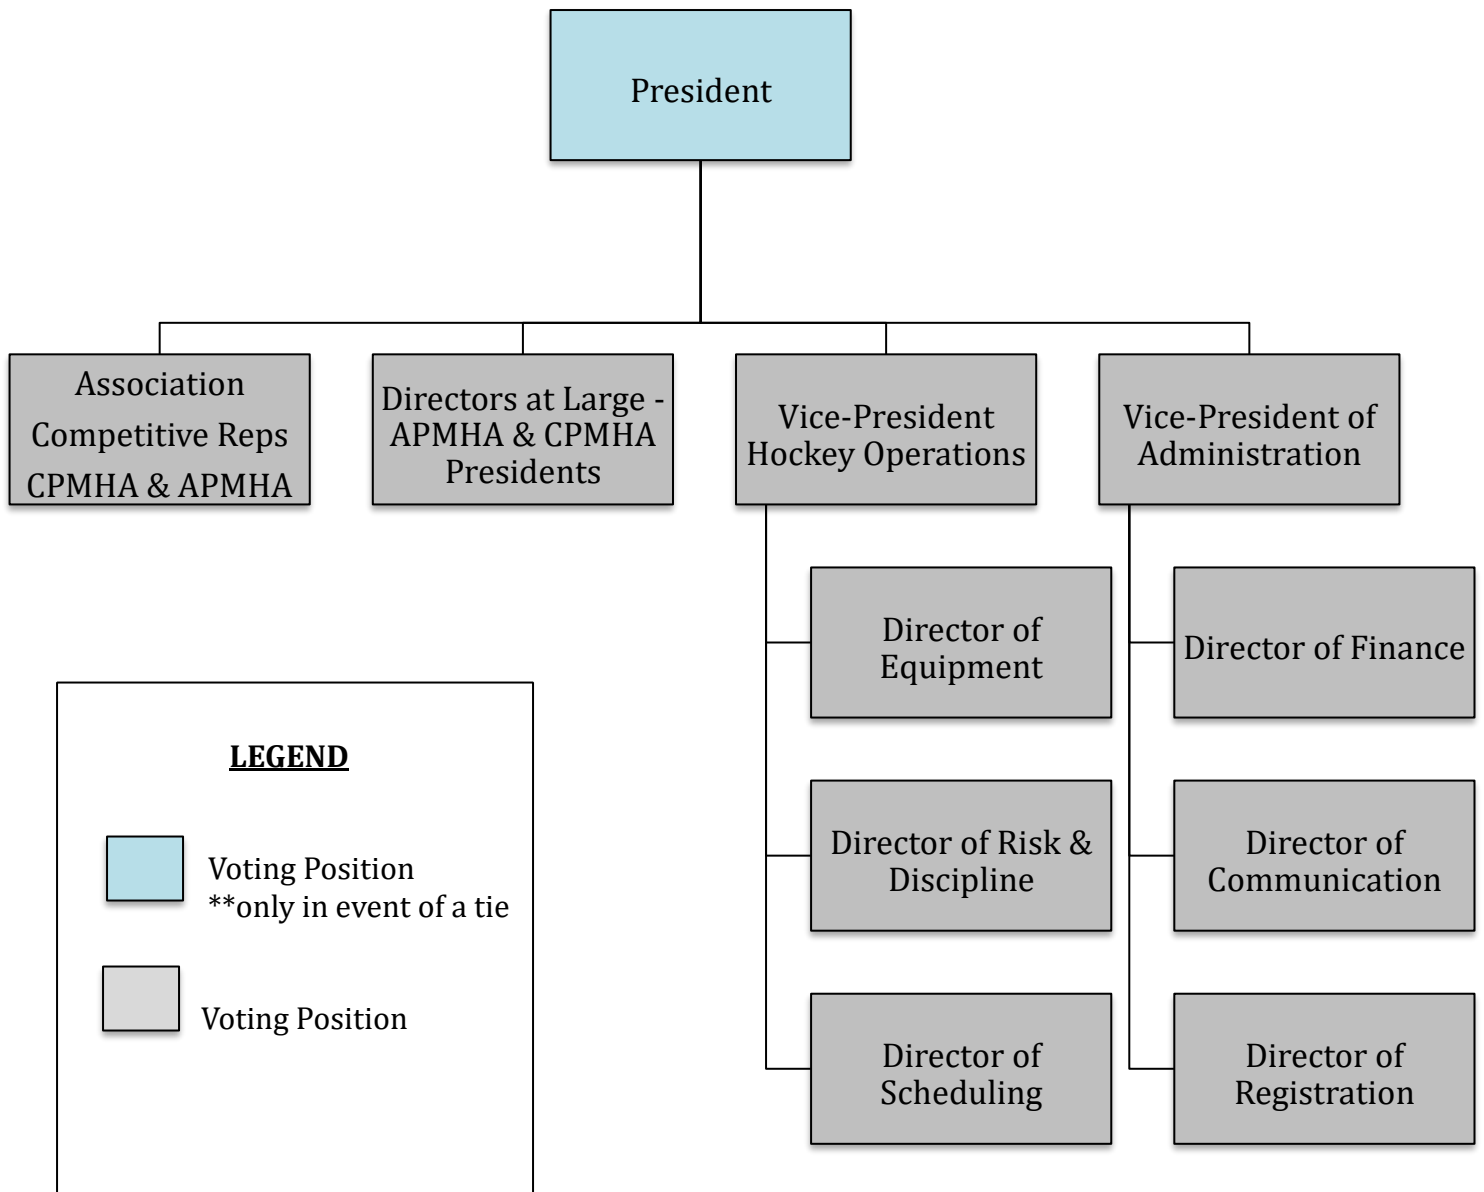 President
Association
Competitive Reps
CPMHA & APMHA
Directors at Large -
APMHA & CPMHA
Presidents
Vice-President
Hockey Operations
Vice-President of
Administration
Director of
Equipment
Director of Finance
Director of Risk &
Discipline
Director of
Communication
Director of
Scheduling
Director of
Registration
LEGEND
Voting Position
**only in event of a tie
Voting Position